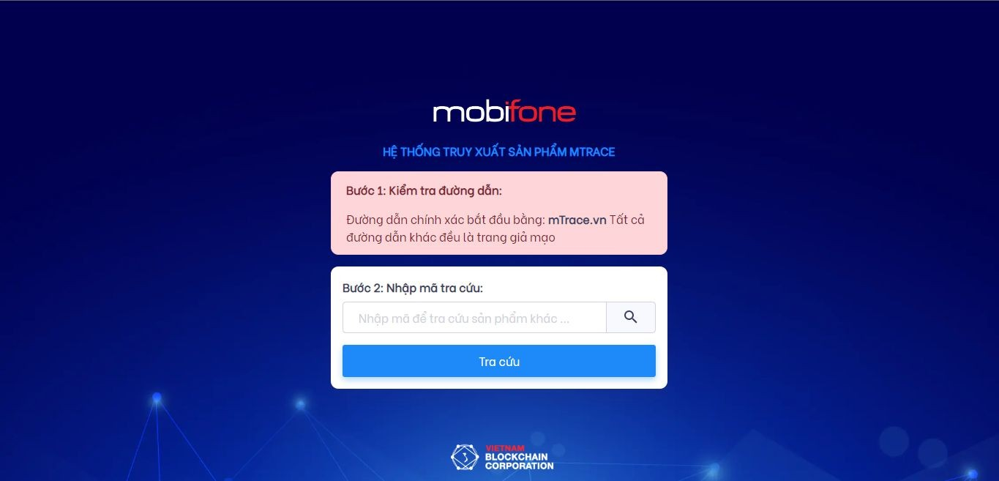 mobifone
HỆ THỐNG TRUY XUẤT SẢN PHẨM MTRACE
Bước 1: Kiểm tra đường dẫn:
Đường dẫn chính xác bắt đầu bằng: mTrace.vn Tất cả
đường dẫn khác đều là trang giả mạo
Bước 2: Nhập mã tra cứu:
Nhập mã để tra cứu sản phẩm khác ...
Tra cứu
VIETNAM
BLOCKCHAIN
CORPORATION